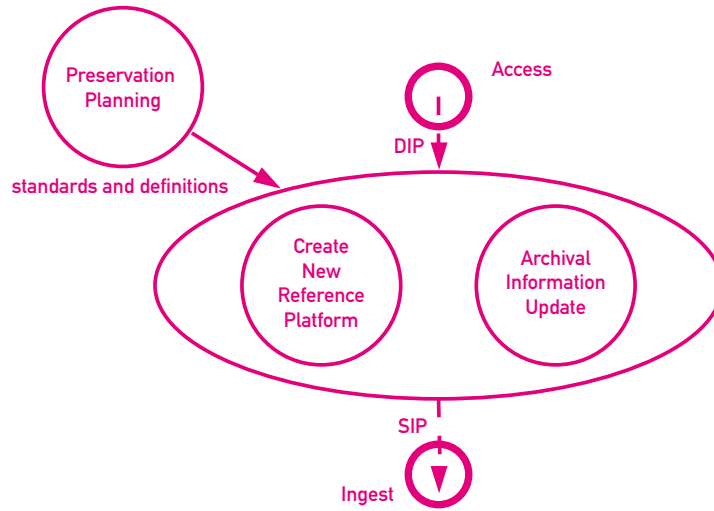 Preservation
Planning
Access
DIP
standards and definitions
Create
New
Reference
Platform
Archival
Information
Update
SIP
Ingest